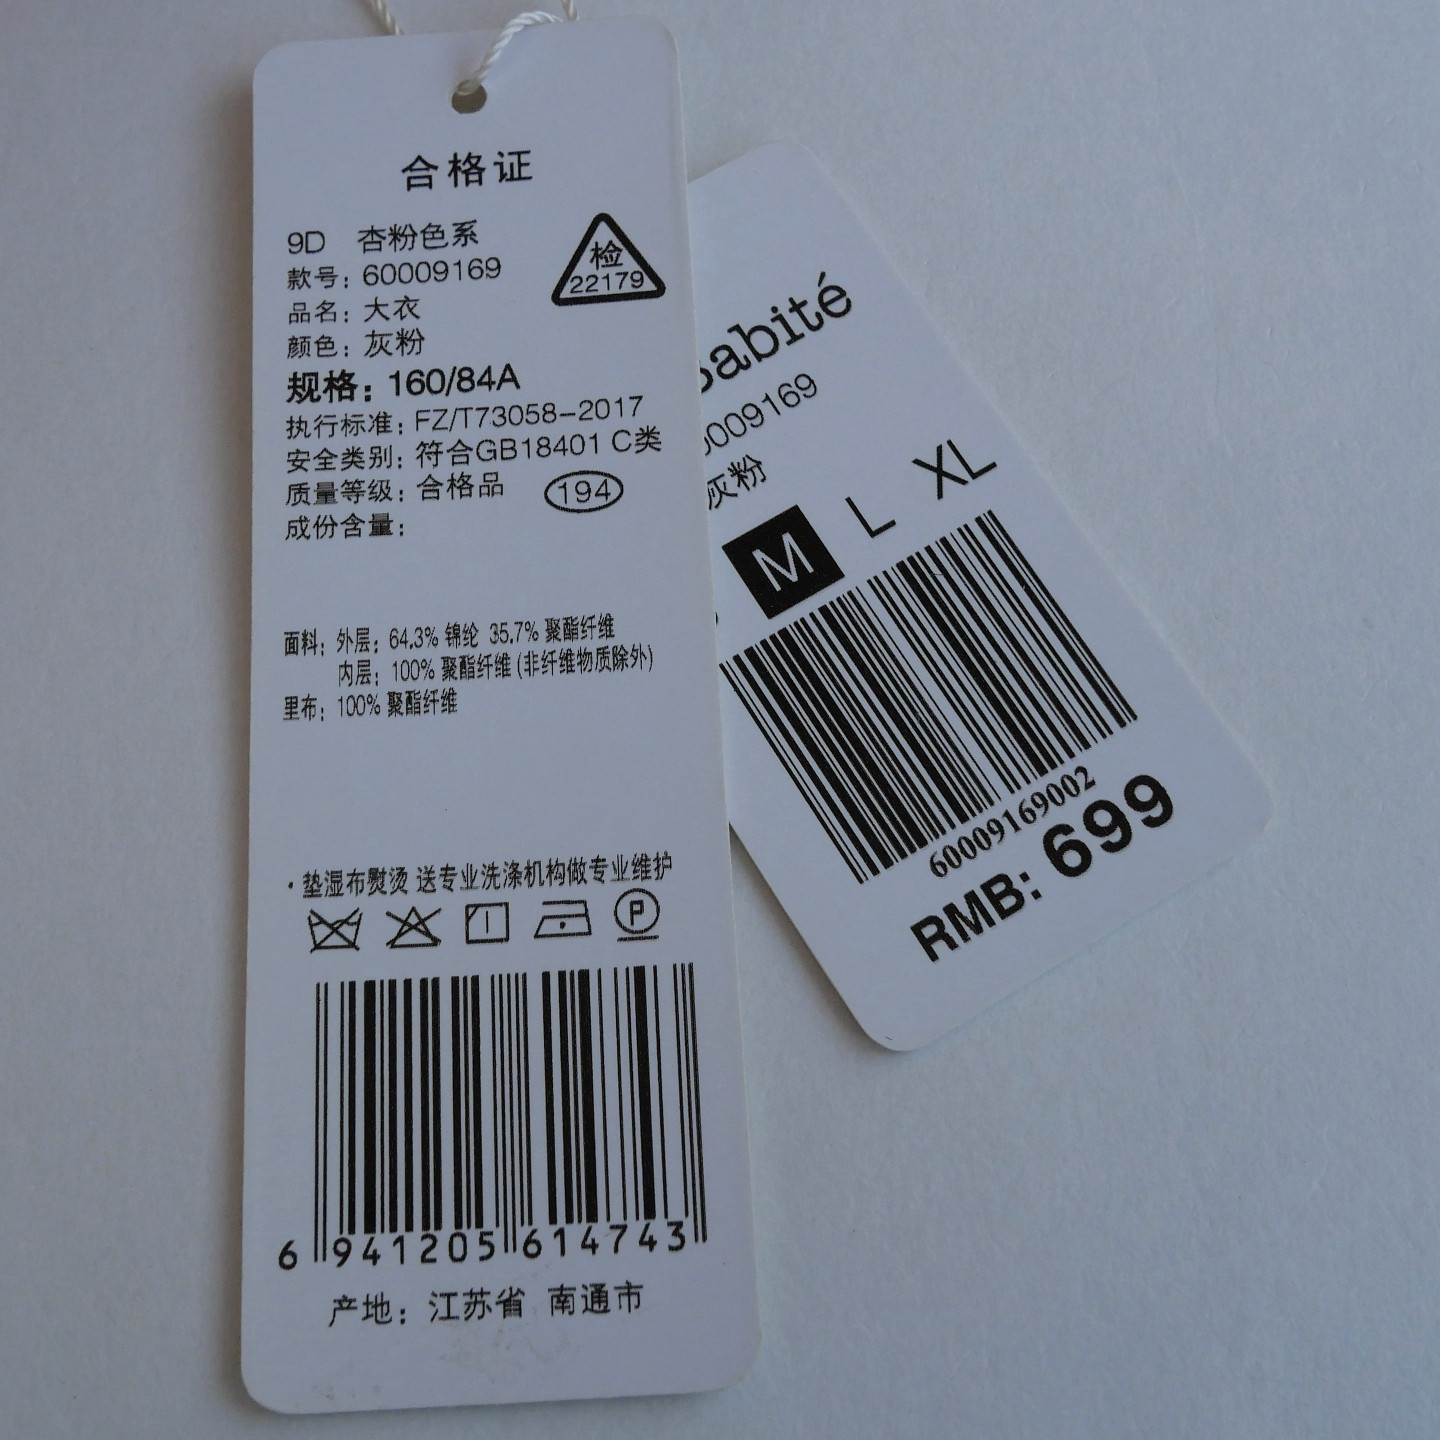 合格证
9D 杏粉色系
款号：60009169
检
22179
品名：大衣
颜色：灰粉
规格：160/84A
执行标准：FZ/T73058-2017
安全类别：符合GB18401 C类
质量等级：合格品
194
成份含量：
面料：外层：64.3% 锦纶 35.7% 聚酯纤维
内层：100% 聚酯纤维 (非纤维物质除外)
里布：100% 聚酯纤维
·垫湿布熨烫 送专业洗涤机构做专业维护
P
6 941205 614743
产地：江苏省 南通市
abité
009169
灰粉
M L XL
60009169002
RMB: 699